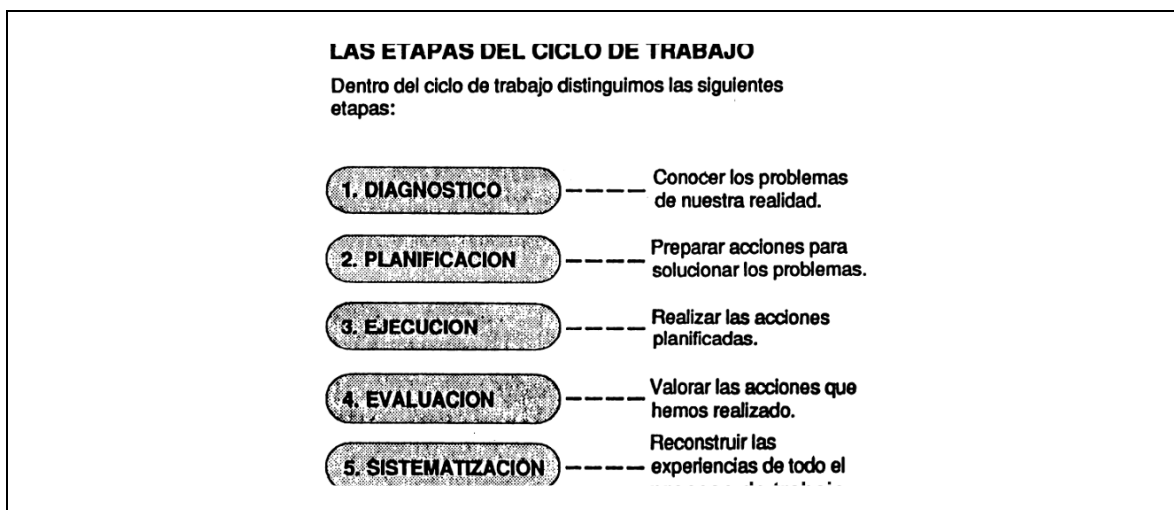 LAS ETAPAS DEL CICLO DE TRABAJO
Dentro del ciclo de trabajo distinguimos las siguientes
etapas:
1. DIAGNOSTICO
Conocer los problemas
de nuestra realidad.
2. PLANIFICACION
Preparar acciones para
solucionar los problemas.
3. EJECUCION
Realizar las acciones
planificadas.
4. EVALUACION
Valorar las acciones que
hemos realizado.
5. SISTEMATIZACIÓN
Reconstruir las
experiencias de todo el